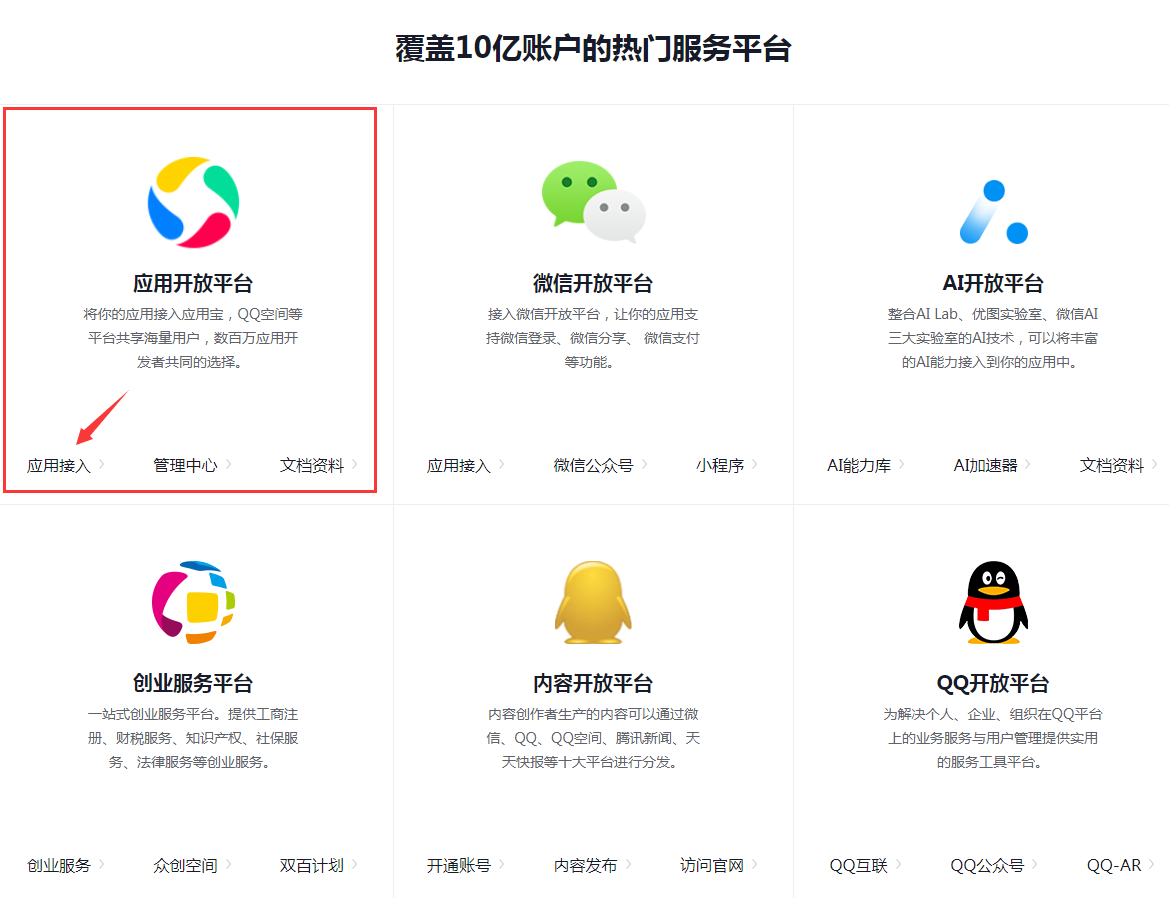 覆盖10亿账户的热门服务平台
应用开放平台
将你的应用接入应用宝，QQ空间等
平台共享海量用户，数百万应用开
发者共同的选择。
应用接入
管理中心
文档资料
微信开放平台
接入微信开放平台，让你的应用支
持微信登录、微信分享、 微信支付
等功能。
应用接入
微信公众号
小程序
AI开放平台
整合AI Lab、优图实验室、微信AI
三大实验室的AI技术，可以将丰富
的AI能力接入到你的应用中。
AI能力库
AI加速器
文档资料
创业服务平台
一站式创业服务平台。提供工商注
册、财税服务、知识产权、社保服
务、法律服务等创业服务。
创业服务
众创空间
双百计划
内容开放平台
内容创作者生产的内容可以通过微
信、QQ、QQ空间、腾讯新闻、天
天快报等十大平台进行分发。
开通账号
内容发布
访问官网
QQ开放平台
为解决个人、企业、组织在QQ平台
上的业务服务与用户管理提供实用
的服务工具平台。
QQ互联
QQ公众号
QQ-AR